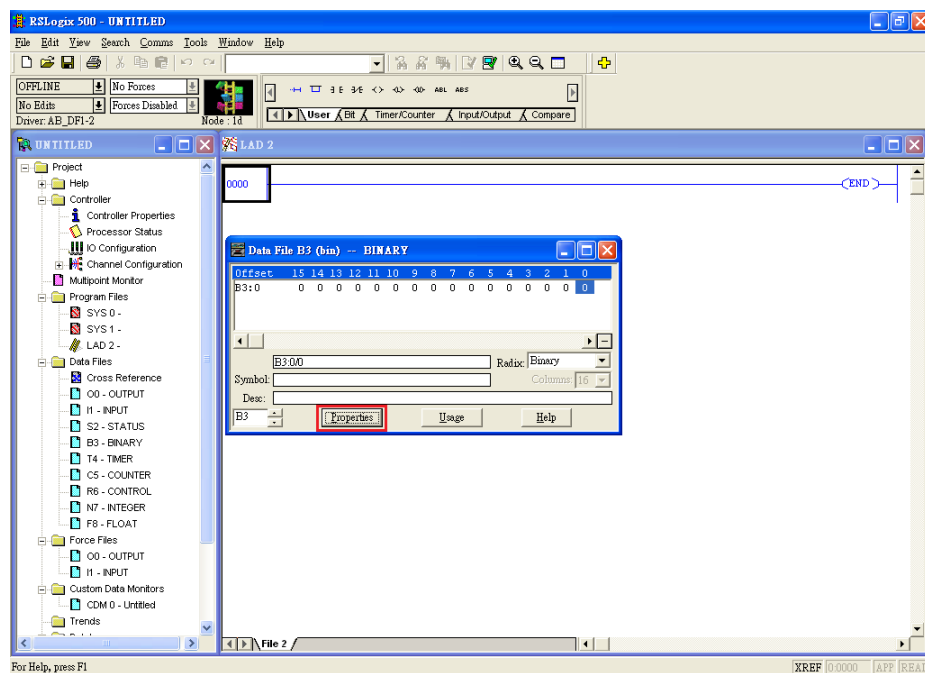 RSLogix 500 - UNTITLED
File Edit View Search Comms Tools Window Help
OFFLINE No Forces
No Edits Forces Disabled
Driver: AB_DF1-2 Node : 1d
ABL ABS
User Bit Timer/Counter Input/Output Compare
UNTITLED
Project
Help
Controller
Controller Properties
Processor Status
IO Configuration
Channel Configuration
Multipoint Monitor
Program Files
SYS 0 -
SYS 1 -
LAD 2 -
Data Files
Cross Reference
O0 - OUTPUT
I1 - INPUT
S2 - STATUS
B3 - BINARY
T4 - TIMER
C5 - COUNTER
R6 - CONTROL
N7 - INTEGER
F8 - FLOAT
Force Files
O0 - OUTPUT
I1 - INPUT
Custom Data Monitors
CDM 0 - Untitled
Trends
LAD 2
0000 END
Data File B3 (bin) -- BINARY
Offset 15 14 13 12 11 10 9 8 7 6 5 4 3 2 1 0
B3:0 0 0 0 0 0 0 0 0 0 0 0 0 0 0 0 0
B3:0/0 Radix: Binary
Symbol: Columns: 16
Desc:
B3 Properties Usage Help
File 2
For Help, press F1 XREF 0:0000 APP READ